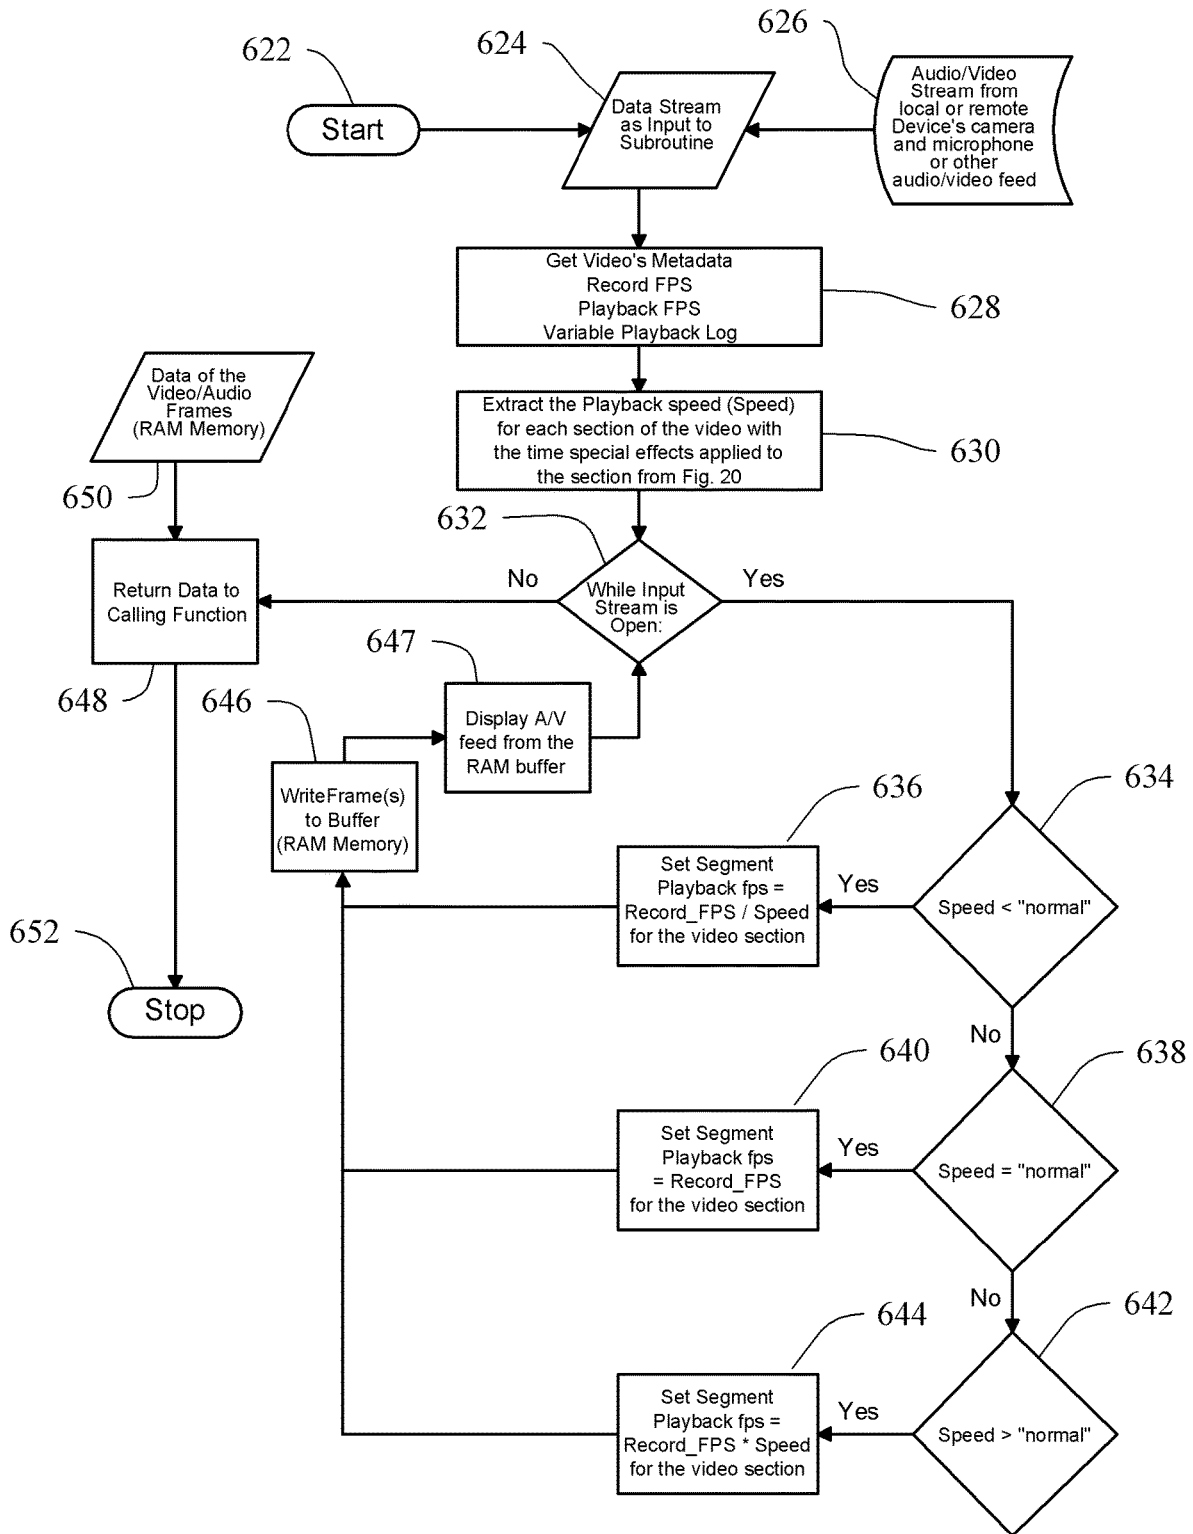 622
624
626
Start
Data Stream
as Input to
Subroutine
Audio/Video
Stream from
local or remote
Device's camera
and microphone
or other
audio/video feed
Get Video's Metadata
Record FPS
Playback FPS
Variable Playback Log
628
Data of the
Video/Audio
Frames
(RAM Memory)
650
Extract the Playback speed (Speed)
for each section of the video with
the time special effects applied to
the section from Fig. 20
630
632
No
Yes
While Input
Stream is
Open:
Return Data to
Calling Function
648
647
Display A/V
feed from the
RAM buffer
646
WriteFrame(s)
to Buffer
(RAM Memory)
636
634
Set Segment
Playback fps =
Record_FPS / Speed
for the video section
Yes
Speed < "normal"
652
Stop
No
640
638
Set Segment
Playback fps
= Record_FPS
for the video section
Yes
Speed = "normal"
No
644
642
Set Segment
Playback fps =
Record_FPS * Speed
for the video section
Yes
Speed > "normal"